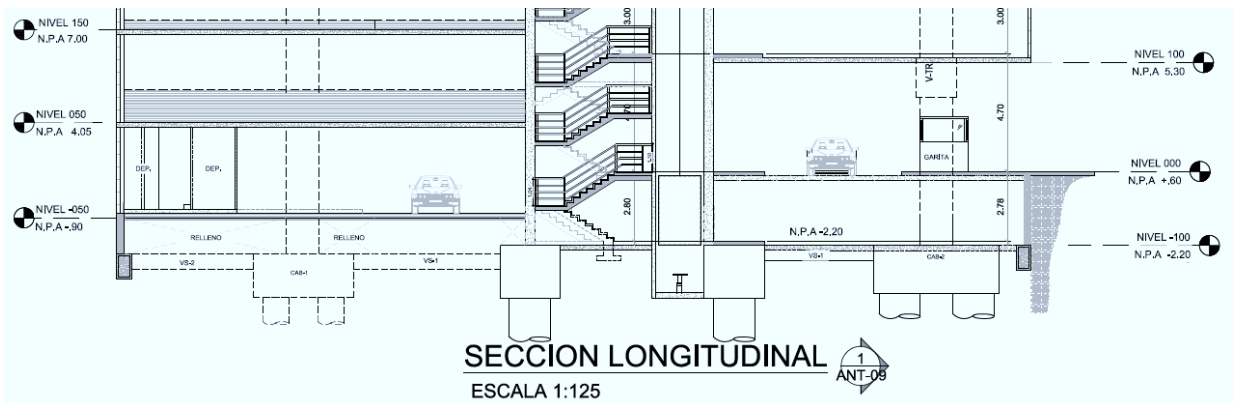 NIVEL 150
N.P.A 7.00
NIVEL 050
N.P.A 4.05
NIVEL -050
N.P.A -.90
DEP.
DEP.
RELLENO
RELLENO
VS-2
CAB-1
VS-1
3.00
2.80
3.00
V-TR
4.70
GARITA
2.78
N.P.A -2.20
VS-1
CAB-2
NIVEL 100
N.P.A 5.30
NIVEL 000
N.P.A +.60
NIVEL -100
N.P.A -2.20
SECCION LONGITUDINAL
ESCALA 1:125
1
ANT-09